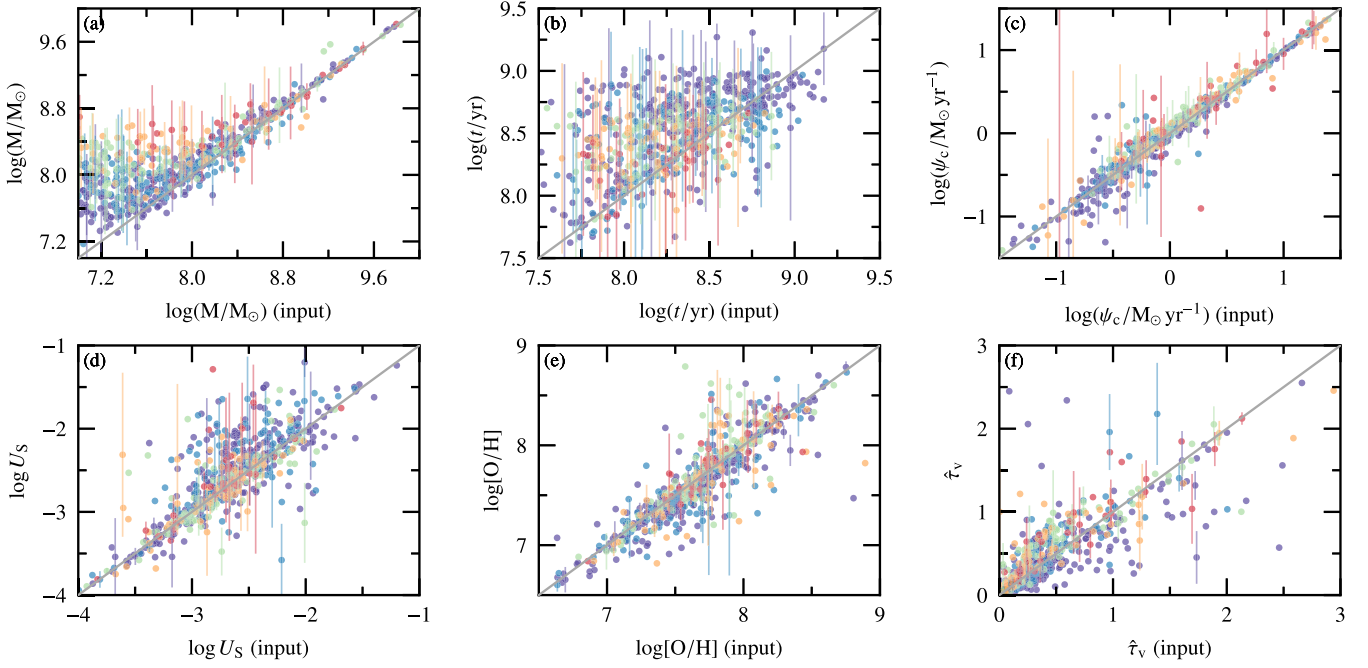 (a)
9.6
8.8
8.0
7.2
log(M/M⊙)
7.2 8.0 8.8 9.6
log(M/M⊙) (input)
(b)
9.5
9.0
8.5
8.0
7.5
log(t/yr)
7.5 8.0 8.5 9.0 9.5
log(t/yr) (input)
(c)
1
0
−1
log(ψc/M⊙ yr⁻¹)
−1 0 1
log(ψc/M⊙ yr⁻¹) (input)
(d)
−1
−2
−3
−4
log US
−4 −3 −2 −1
log US (input)
(e)
9
8
7
log[O/H]
7 8 9
log[O/H] (input)
(f)
3
2
1
0
τ̂v
0 1 2 3
τ̂v (input)